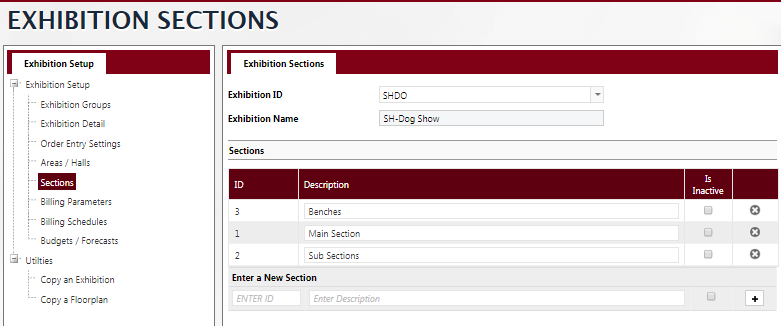 EXHIBITION SECTIONS
Exhibition Setup
Exhibition Setup
Exhibition Groups
Exhibition Detail
Order Entry Settings
Areas / Halls
Sections
Billing Parameters
Billing Schedules
Budgets / Forecasts
Utilties
Copy an Exhibition
Copy a Floorplan
Exhibition Sections
Exhibition ID SHDO
Exhibition Name SH-Dog Show
Sections
ID Description Is Inactive
3 Benches
1 Main Section
2 Sub Sections
Enter a New Section
ENTER ID Enter Description